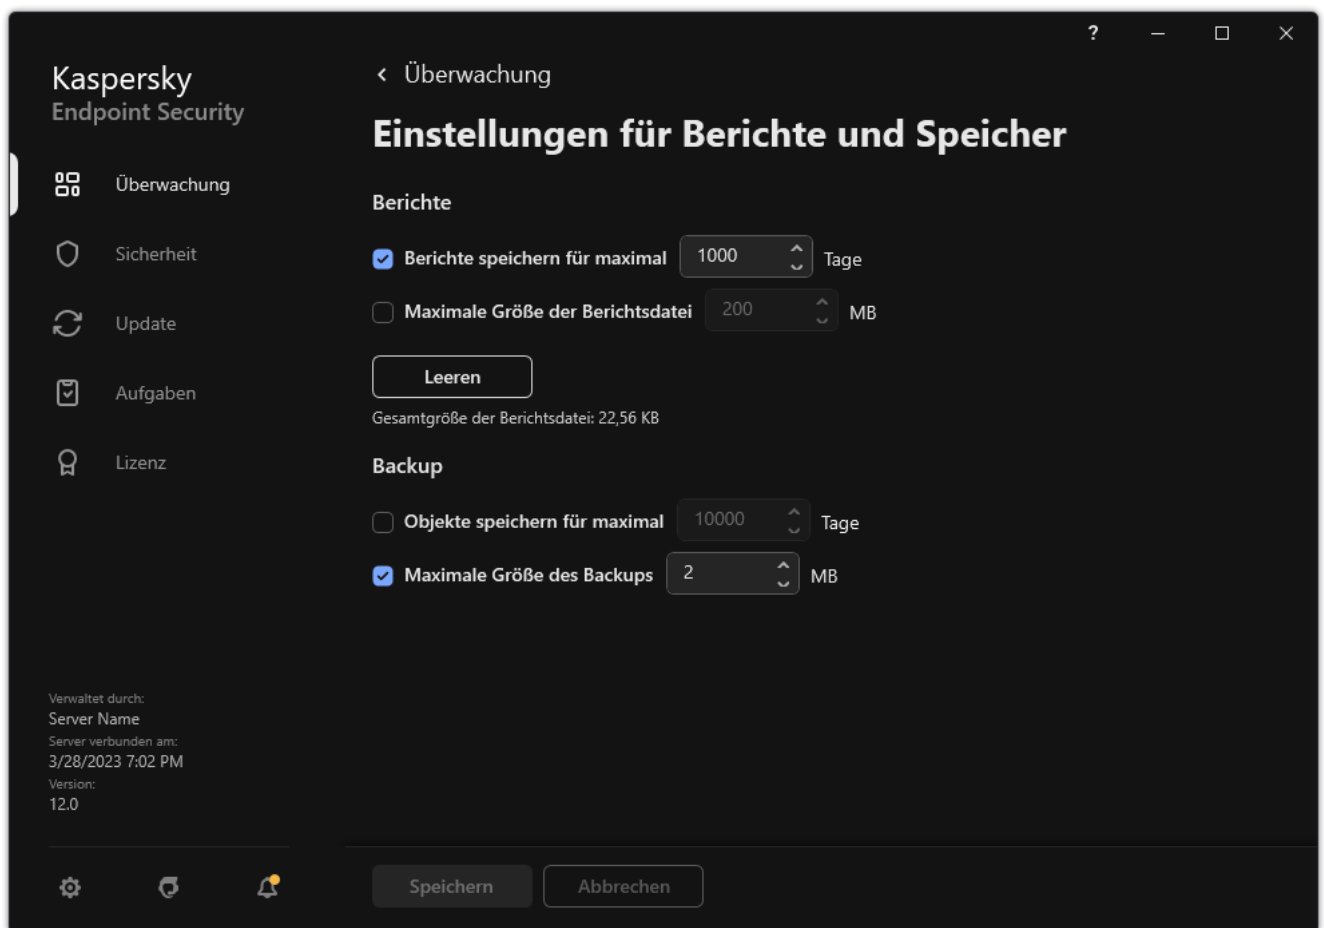 ?
Kaspersky
Endpoint Security
Überwachung
Sicherheit
Update
Aufgaben
Lizenz
Verwaltet durch:
Server Name
Server verbunden am:
3/28/2023 7:02 PM
Version:
12.0
Überwachung
Einstellungen für Berichte und Speicher
Berichte
Berichte speichern für maximal 1000 Tage
Maximale Größe der Berichtsdatei 200 MB
Leeren
Gesamtgröße der Berichtsdatei: 22,56 KB
Backup
Objekte speichern für maximal 10000 Tage
Maximale Größe des Backups 2 MB
Speichern Abbrechen